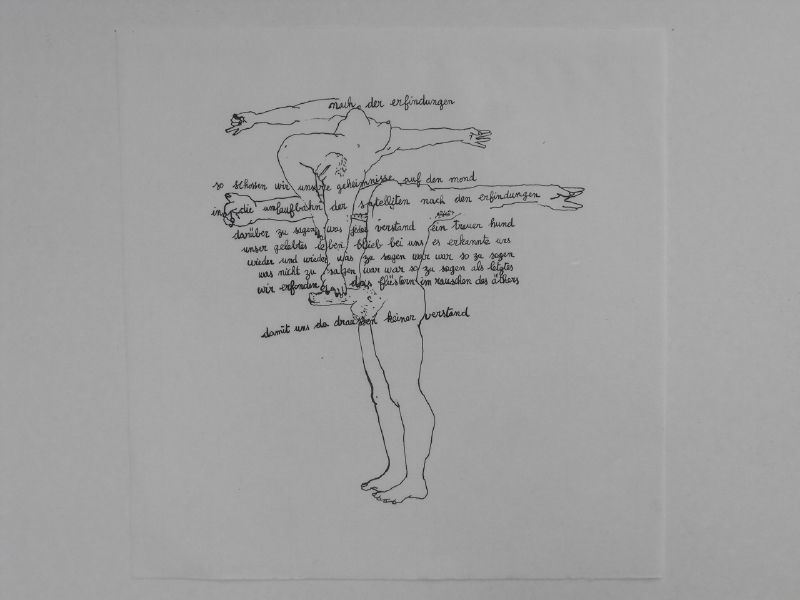 nach der erfindungen
so schossen wir unsere geheimnisse auf den mond
in die umlaufbahn der satelliten nach den erfindungen
darüber zu sagen was jedes verstand ein treuer hund
unser gelebtes leben blieb bei uns es erkannte uns
wieder und wieder was zu sagen war war so zu sagen
was nicht zu sagen war war so zu sagen als letztes
wir erfanden das flüstern im rauschen des äthers
damit uns da draussen keiner verstand